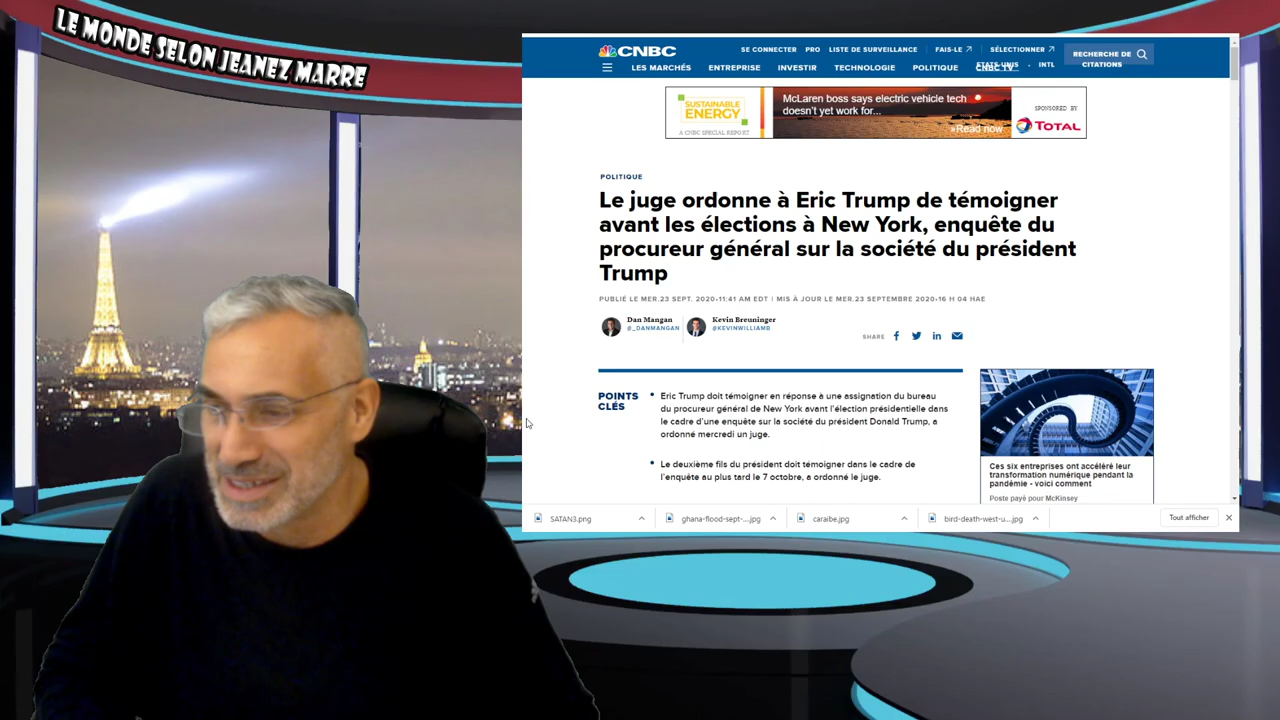 LE MONDE SELON JEANEZ MARRE
CNBC
SE CONNECTER PRO LISTE DE SURVEILLANCE FAIS-LE SÉLECTIONNER
ÉTATS-UNIS INTL
RECHERCHE DE
CITATIONS
LES MARCHÉS ENTREPRISE INVESTIR TECHNOLOGIE POLITIQUE CNBC TV
SUSTAINABLE
ENERGY
A CNBC SPECIAL REPORT
McLaren boss says electric vehicle tech
doesn't yet work for...
»Read now
SPONSORED BY
TOTAL
POLITIQUE
Le juge ordonne à Eric Trump de témoigner
avant les élections à New York, enquête du
procureur général sur la société du président
Trump
PUBLIÉ LE MER.23 SEPT. 2020•11:41 AM EDT | MIS À JOUR LE MER.23 SEPTEMBRE 2020•16 H 04 HAE
Dan Mangan
@_DANMANGAN
Kevin Breuninger
@KEVINWILLIAMB
SHARE
POINTS
CLÉS
• Eric Trump doit témoigner en réponse à une assignation du bureau
du procureur général de New York avant l'élection présidentielle dans
le cadre d'une enquête sur la société du président Donald Trump, a
ordonné mercredi un juge.
• Le deuxième fils du président doit témoigner dans le cadre de
l'enquête au plus tard le 7 octobre, a ordonné le juge.
Ces six entreprises ont accéléré leur
transformation numérique pendant la
pandémie - voici comment
Poste payé pour McKinsey
SATAN3.png ghana-flood-sept-....jpg caraibe.jpg bird-death-west-u....jpg Tout afficher